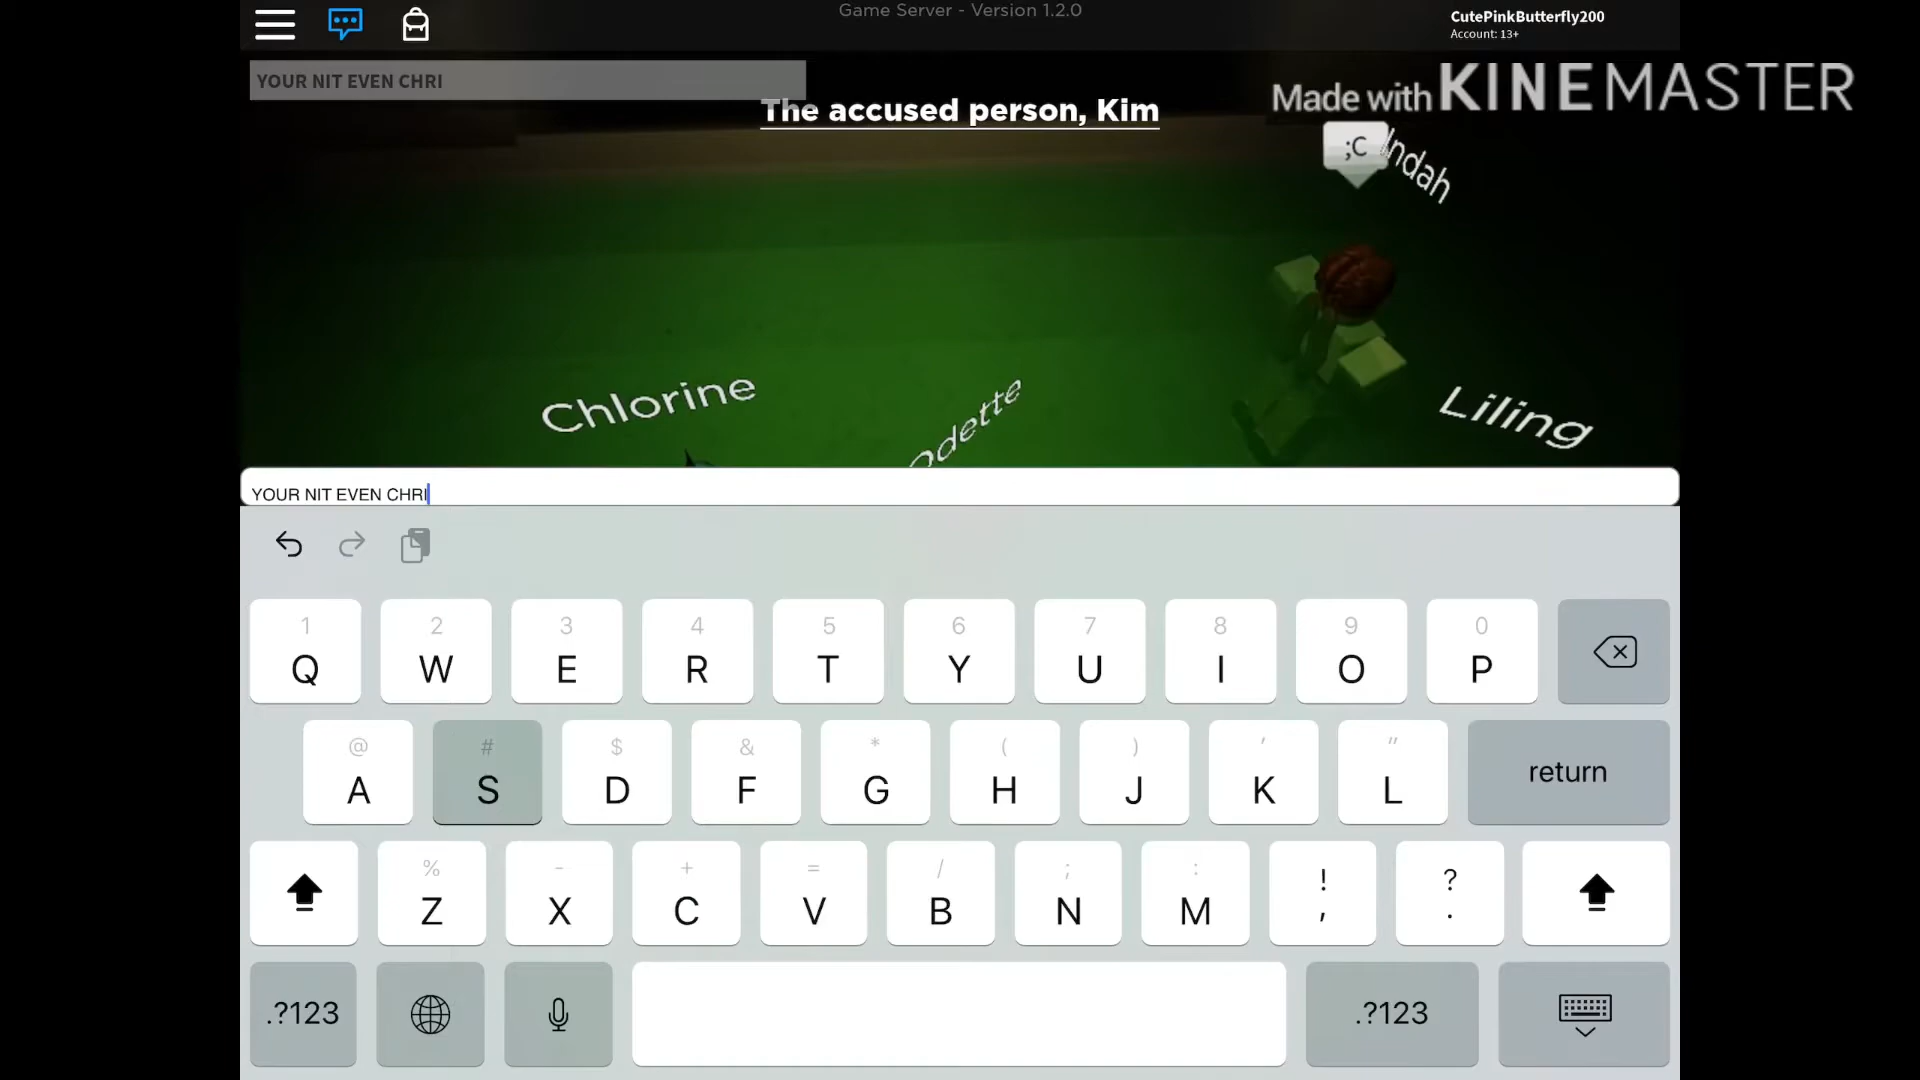 Game Server - Version 1.2.0
CutePinkButterfly200
Account: 13+
YOUR NIT EVEN CHRI
Made with KINEMASTER
The accused person, Kim
;C
Indah
Chlorine
Odette
Liling
YOUR NIT EVEN CHRI
1 2 3 4 5 6 7 8 9 0
Q W E R T Y U I O P
@ # $ & * ( ) ' "
A S D F G H J K L return
% - + = / ; : ! ?
Z X C V B N M , .
.?123 .?123